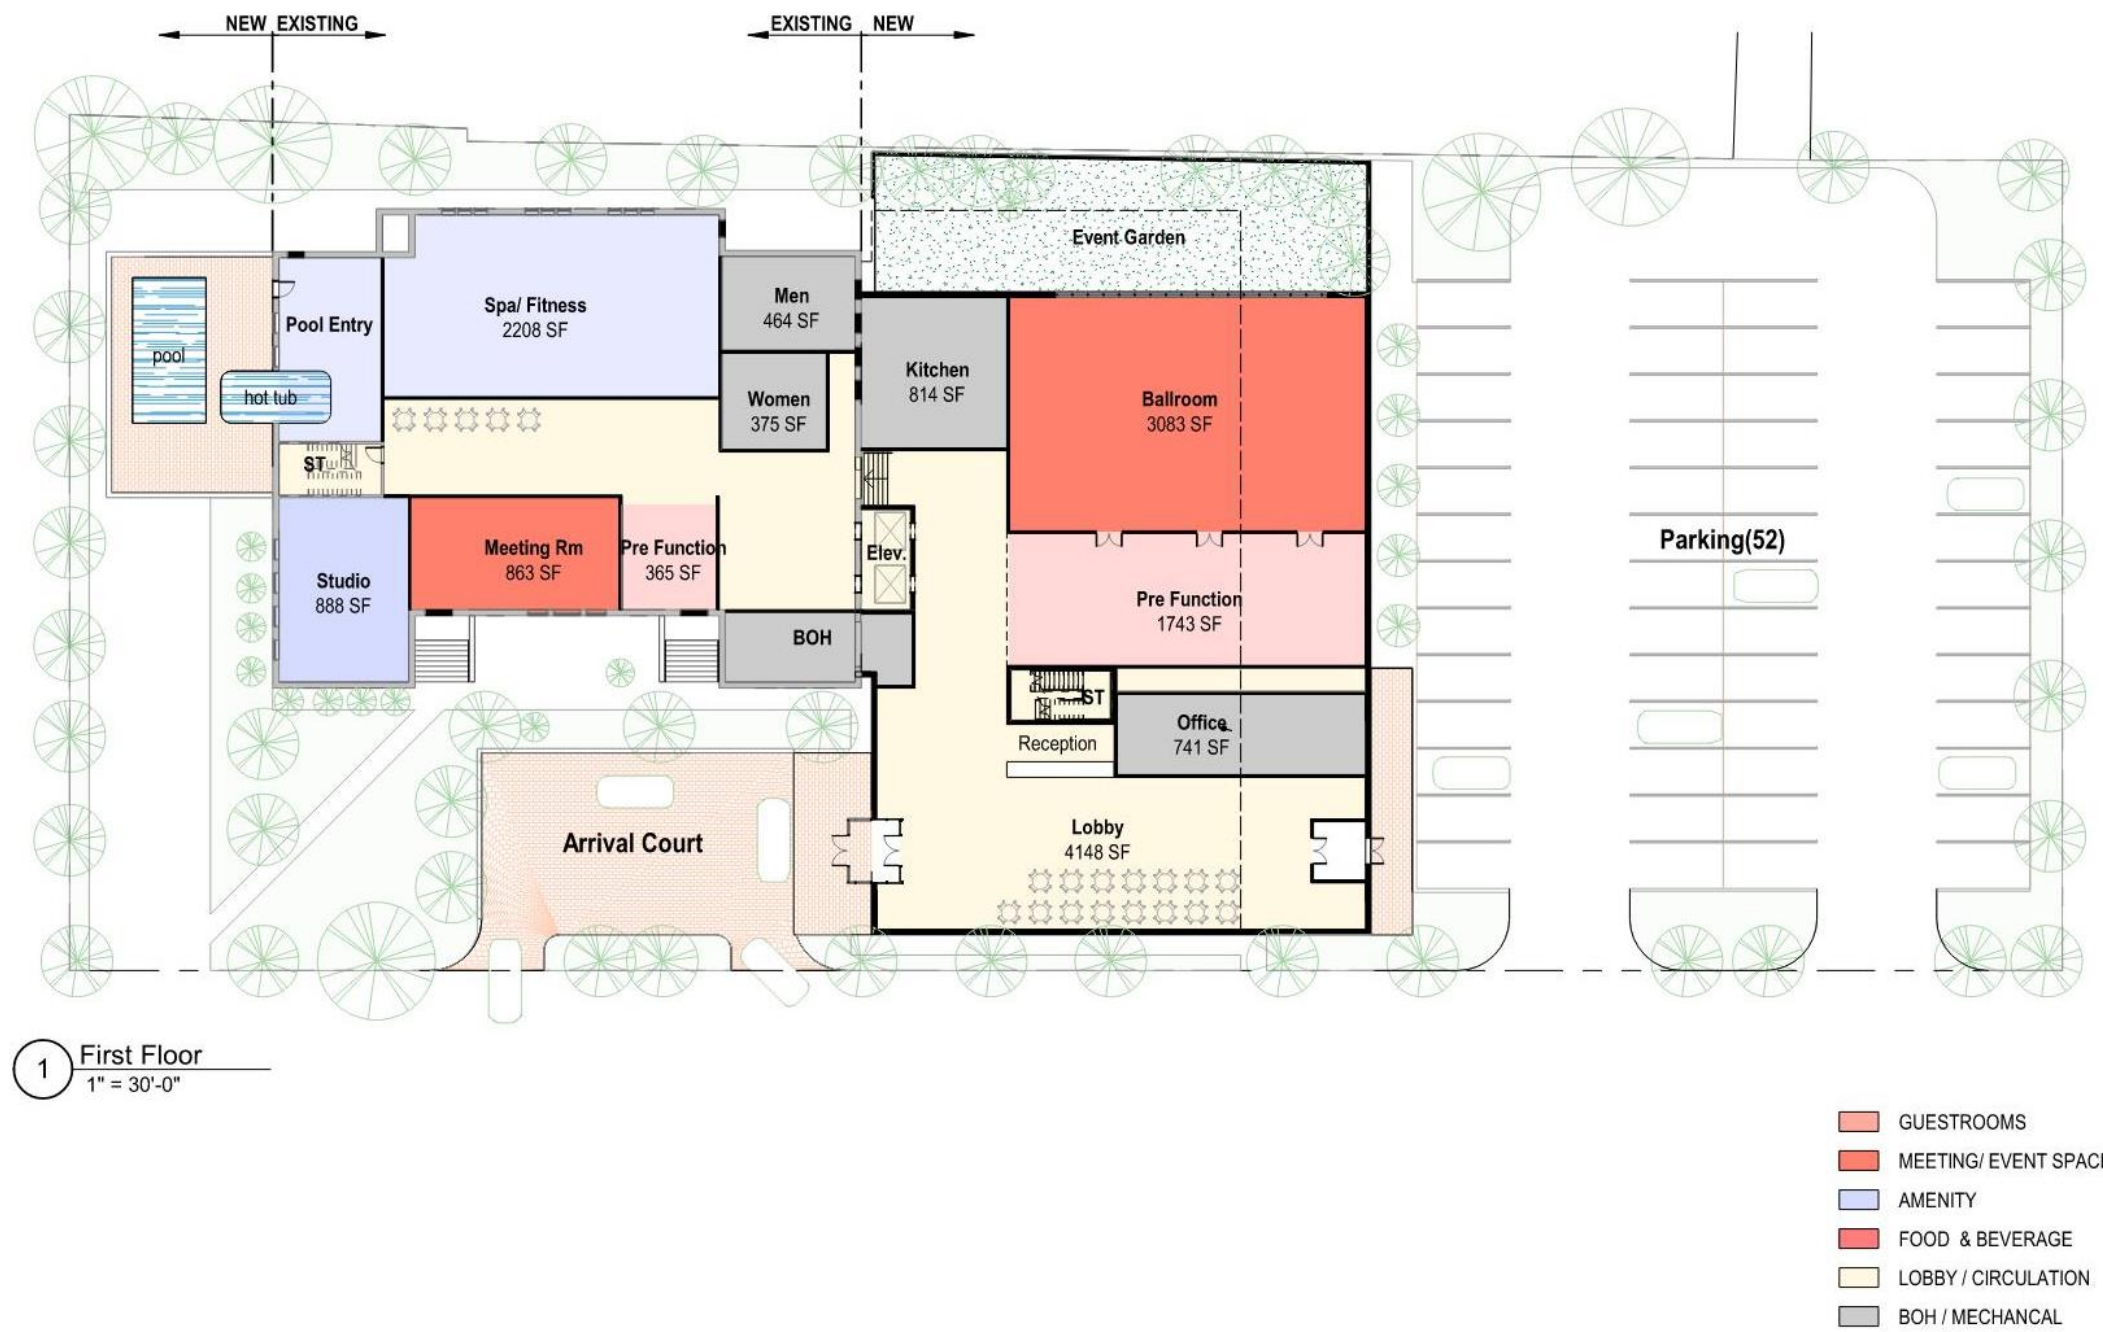 NEW EXISTING
EXISTING NEW
Event Garden
Spa/ Fitness
2208 SF
Men
464 SF
Pool Entry
pool
hot tub
Women
375 SF
Kitchen
814 SF
Ballroom
3083 SF
ST
Meeting Rm
863 SF
Pre Function
365 SF
Elev.
Studio
888 SF
BOH
Pre Function
1743 SF
Parking(52)
ST
Reception
Office
741 SF
Arrival Court
Lobby
4148 SF
1
First Floor
1" = 30'-0"
GUESTROOMS
MEETING/ EVENT SPAC
AMENITY
FOOD & BEVERAGE
LOBBY / CIRCULATION
BOH / MECHANCAL